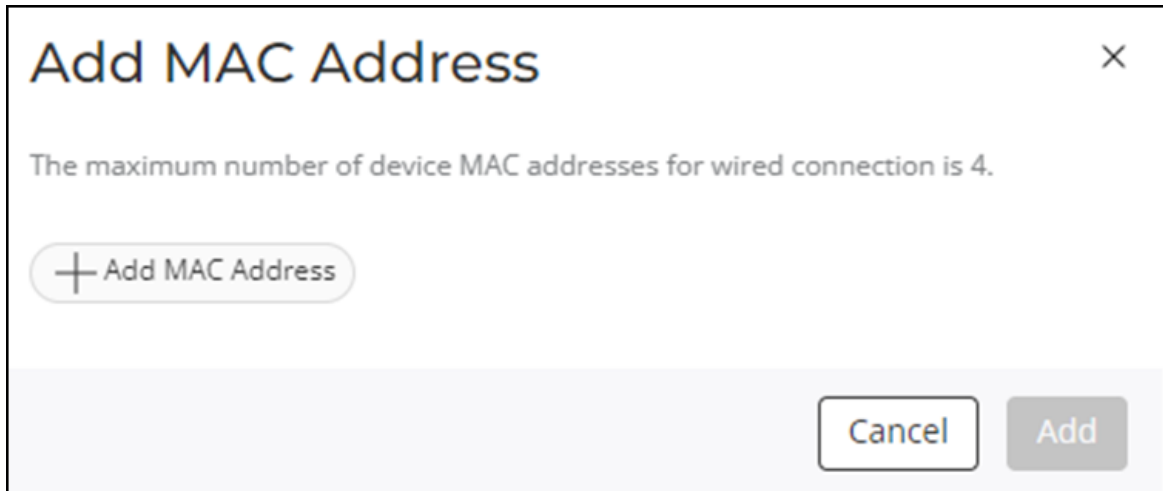 Add MAC Address
The maximum number of device MAC addresses for wired connection is 4.
Add MAC Address
Cancel
Add